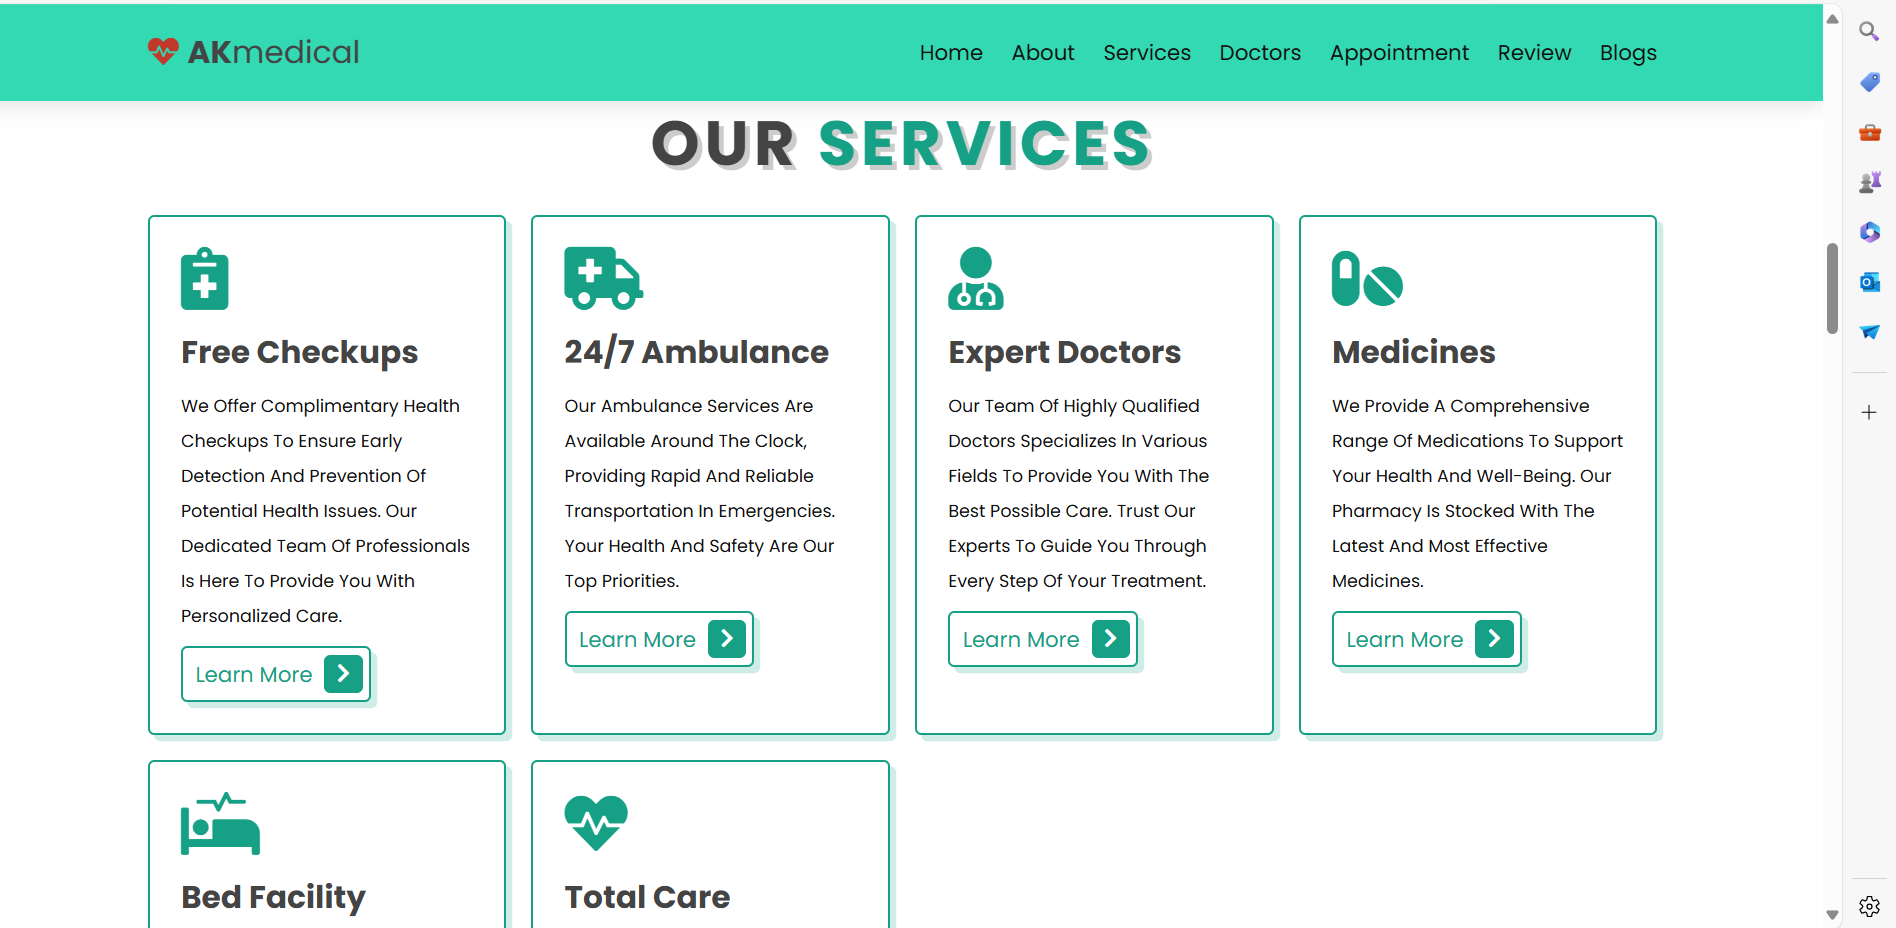 AKmedical
Home About Services Doctors Appointment Review Blogs
OUR SERVICES
Free Checkups
We Offer Complimentary Health
Checkups To Ensure Early
Detection And Prevention Of
Potential Health Issues. Our
Dedicated Team Of Professionals
Is Here To Provide You With
Personalized Care.
Learn More
24/7 Ambulance
Our Ambulance Services Are
Available Around The Clock,
Providing Rapid And Reliable
Transportation In Emergencies.
Your Health And Safety Are Our
Top Priorities.
Learn More
Expert Doctors
Our Team Of Highly Qualified
Doctors Specializes In Various
Fields To Provide You With The
Best Possible Care. Trust Our
Experts To Guide You Through
Every Step Of Your Treatment.
Learn More
Medicines
We Provide A Comprehensive
Range Of Medications To Support
Your Health And Well-Being. Our
Pharmacy Is Stocked With The
Latest And Most Effective
Medicines.
Learn More
Bed Facility
Total Care